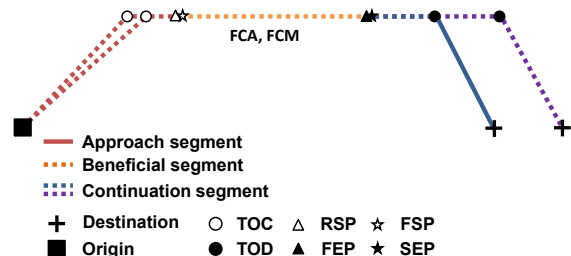 FCA, FCM
Approach segment
Beneficial segment
Continuation segment
Destination TOC RSP FSP
Origin TOD FEP SEP